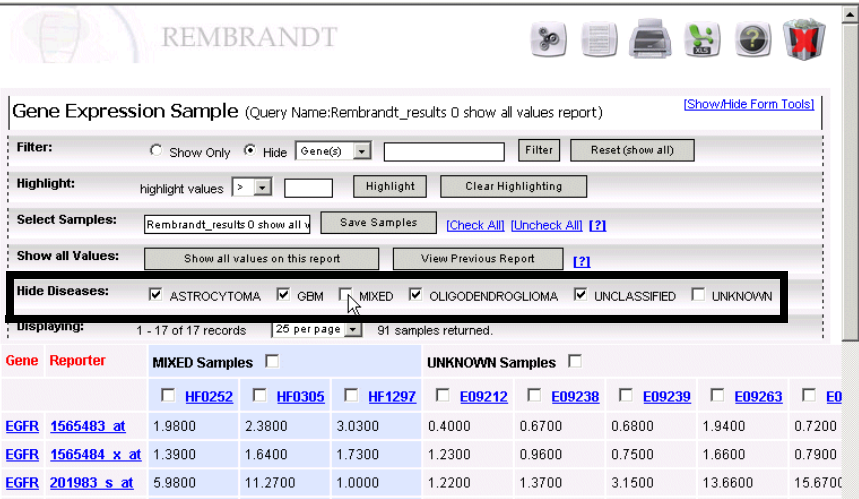 REMBRANDT
XLS
?
Gene Expression Sample (Query Name:Rembrandt_results 0 show all values report) [Show/Hide Form Tools]
Filter: Show Only Hide Gene(s) Filter Reset (show all)
Highlight: highlight values > Highlight Clear Highlighting
Select Samples: Rembrandt_results 0 show all v Save Samples [Check All] [Uncheck All] [?]
Show all Values: Show all values on this report View Previous Report [?]
Hide Diseases: ASTROCYTOMA GBM MIXED OLIGODENDROGLIOMA UNCLASSIFIED UNKNOWN
Displaying: 1 - 17 of 17 records 25 per page 91 samples returned.
Gene Reporter MIXED Samples UNKNOWN Samples
HF0252 HF0305 HF1297 E09212 E09238 E09239 E09263 E0
EGFR 1565483_at 1.9800 2.3800 3.0300 0.4000 0.6700 0.6800 1.9400 0.7200
EGFR 1565484_x_at 1.3900 1.6400 1.7300 1.2300 0.9600 0.7500 1.6600 0.7900
EGFR 201983_s_at 5.9800 11.2700 1.0000 1.2200 1.3700 3.1500 13.6600 15.6700